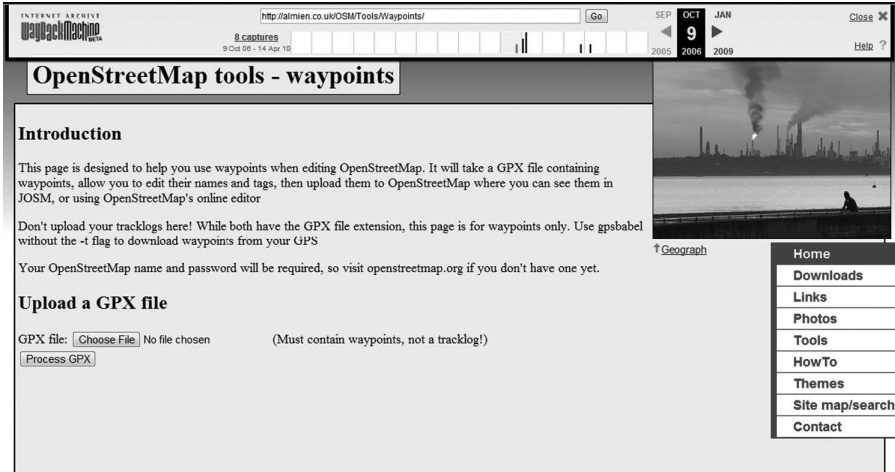 INTERNET ARCHIVE
WayBackMachine
BETA
http://almien.co.uk/OSM/Tools/Waypoints/
Go
8 captures
9 Oct 06 - 14 Apr 10
SEP OCT JAN
9
2005 2006 2009
Close
Help ?
OpenStreetMap tools - waypoints
Introduction
This page is designed to help you use waypoints when editing OpenStreetMap. It will take a GPX file containing
waypoints, allow you to edit their names and tags, then upload them to OpenStreetMap where you can see them in
JOSM, or using OpenStreetMap's online editor
Don't upload your tracklogs here! While both have the GPX file extension, this page is for waypoints only. Use gpsbabel
without the -t flag to download waypoints from your GPS
Your OpenStreetMap name and password will be required, so visit openstreetmap.org if you don't have one yet.
Upload a GPX file
GPX file: Choose File No file chosen (Must contain waypoints, not a tracklog!)
Process GPX
↑Geograph
Home
Downloads
Links
Photos
Tools
HowTo
Themes
Site map/search
Contact